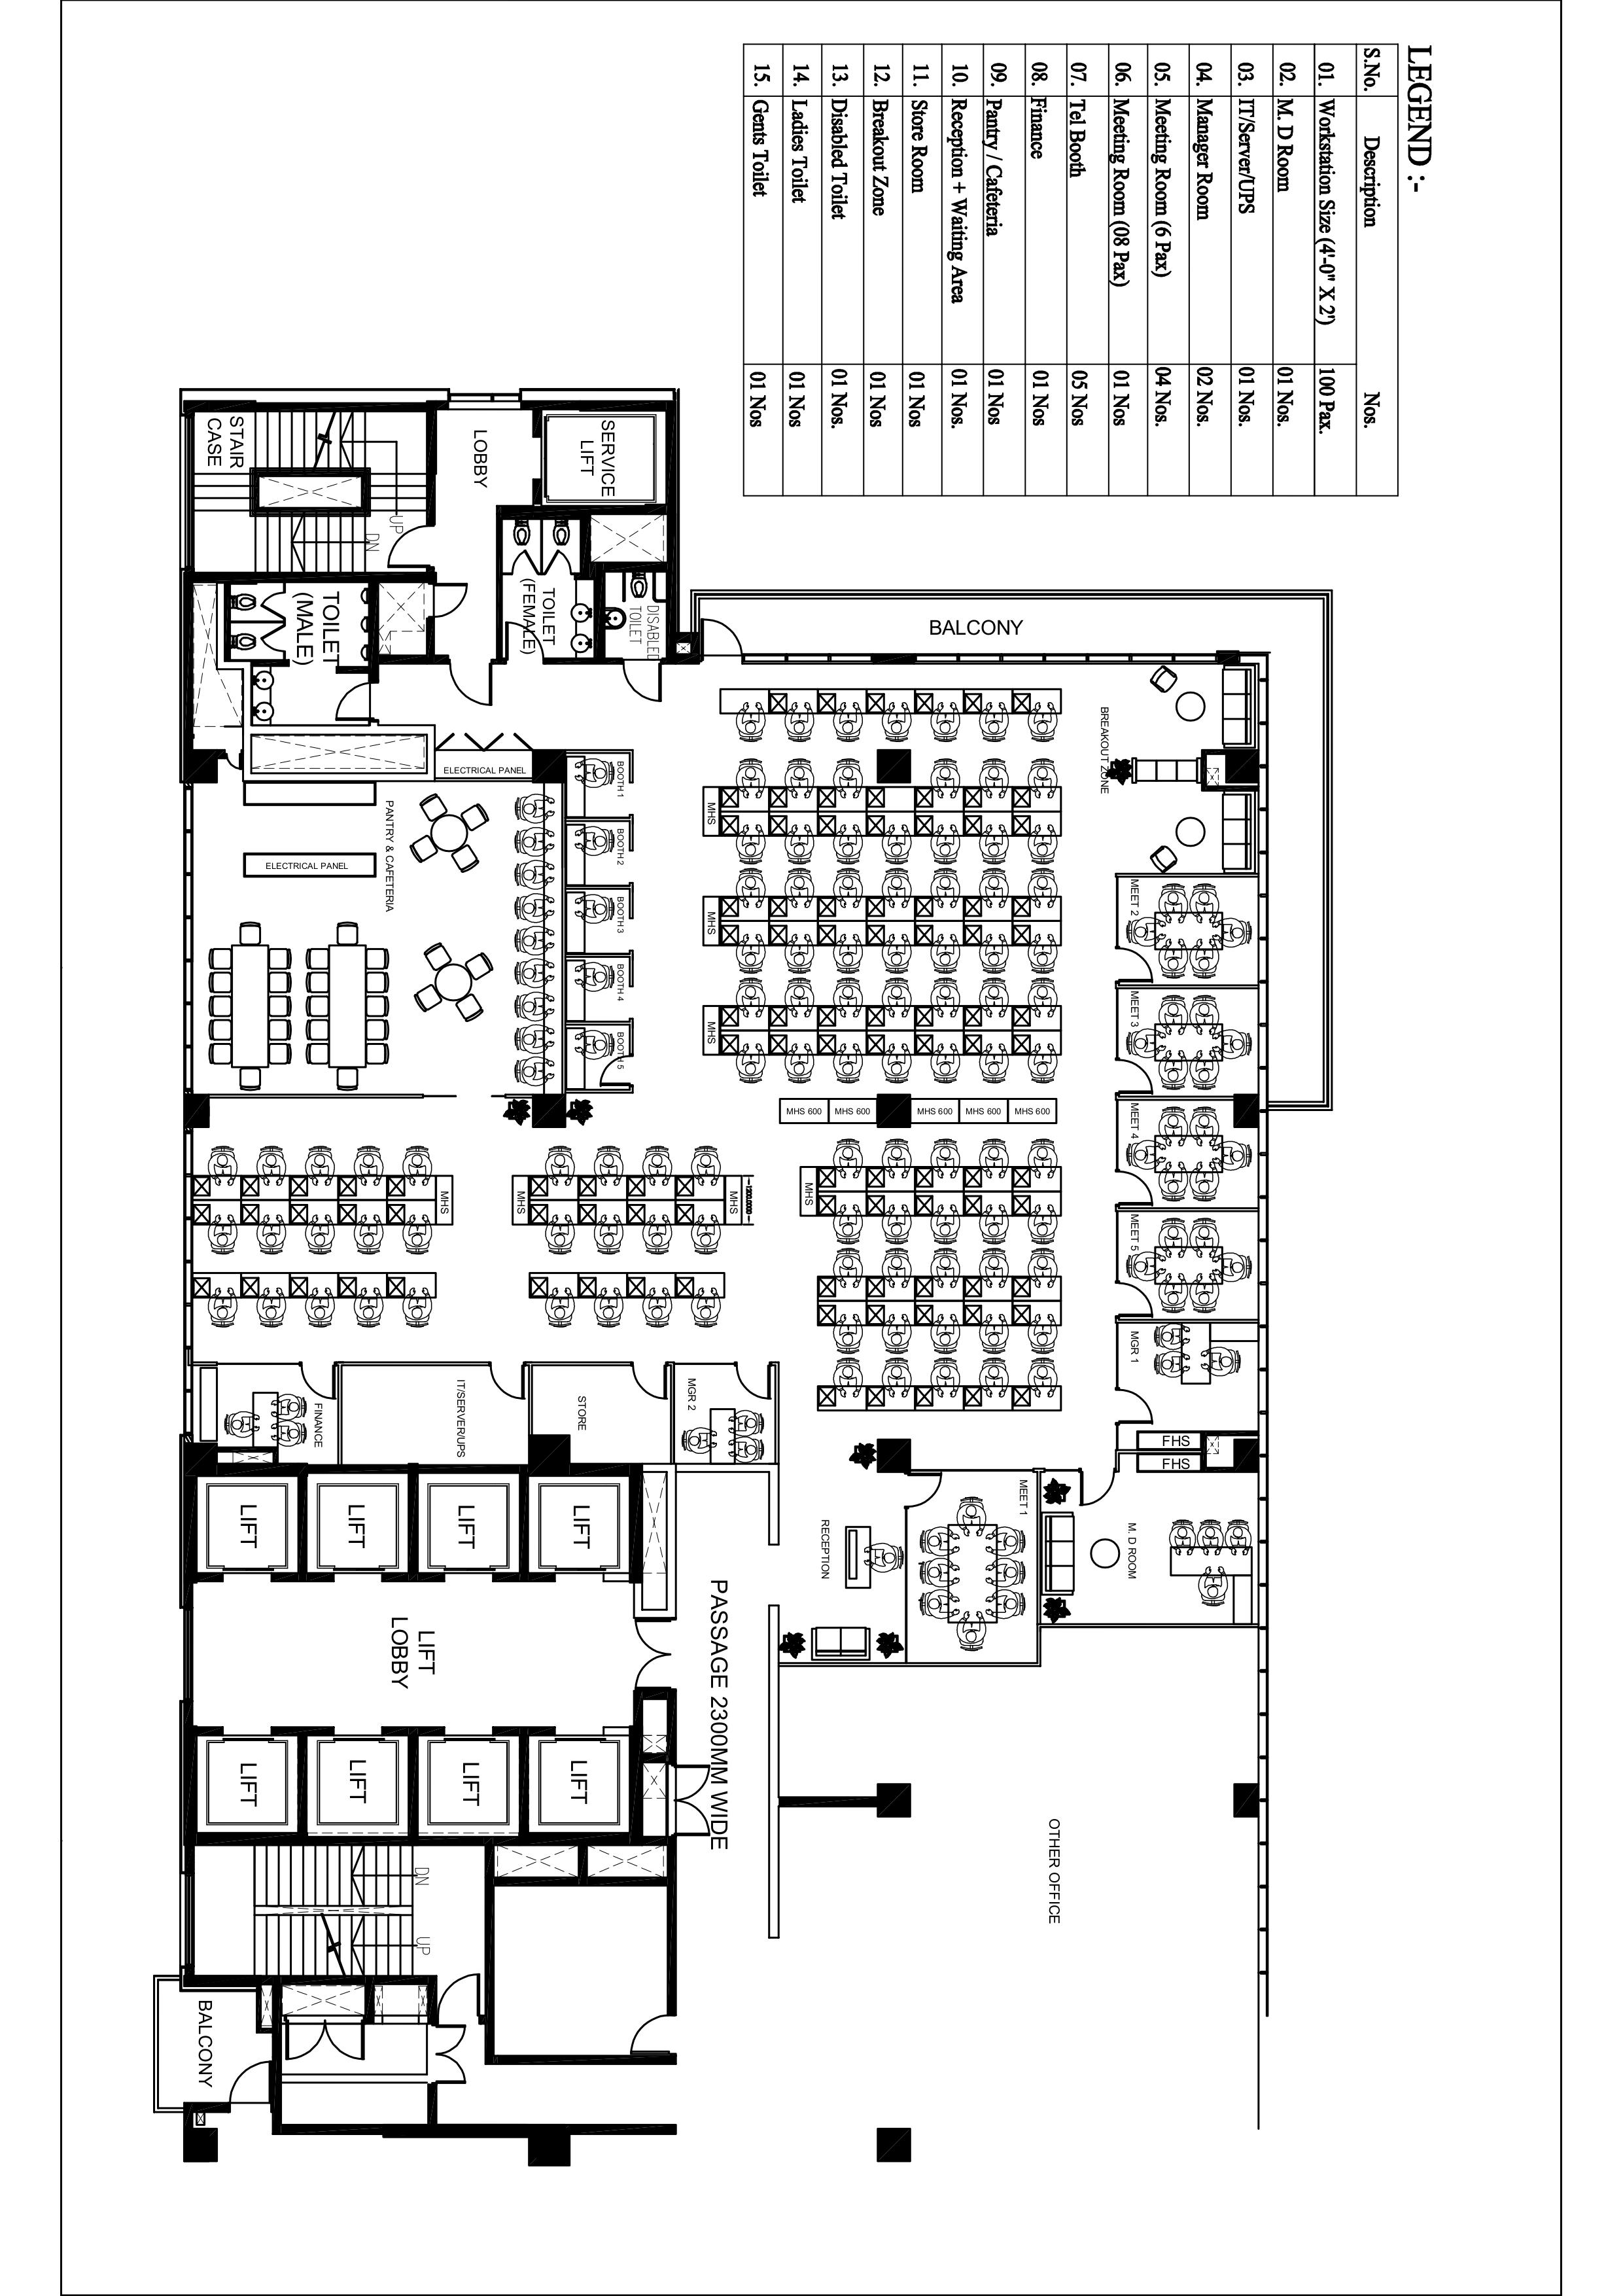 LEGEND :-
S.No. Description Nos.
01. Workstation Size (4'-0" X 2') 100 Pax.
02. M. D Room 01 Nos.
03. IT/Server/UPS 01 Nos.
04. Manager Room 02 Nos.
05. Meeting Room (6 Pax) 04 Nos.
06. Meeting Room (08 Pax) 01 Nos
07. Tel Booth 05 Nos
08. Finance 01 Nos
09. Pantry / Cafeteria 01 Nos
10. Reception + Waiting Area 01 Nos.
11. Store Room 01 Nos
12. Breakout Zone 01 Nos
13. Disabled Toilet 01 Nos.
14. Ladies Toilet 01 Nos
15. Gents Toilet 01 Nos
BALCONY
BREAKOUT ZONE
MEET 2
MEET 3
MEET 4
MEET 5
MGR 1
FHS
FHS
M. D ROOM
MEET 1
RECEPTION
OTHER OFFICE
MHS
MHS
MHS
MHS 600
MHS 600
MHS 600
MHS 600
MHS 600
MHS
SERVICE
LIFT
LOBBY
STAIR
CASE
UP
DN
DISABLED
TOILET
TOILET
(FEMALE)
TOILET
(MALE)
ELECTRICAL PANEL
BOOTH 1
BOOTH 2
BOOTH 3
BOOTH 4
BOOTH 5
PANTRY & CAFETERIA
ELECTRICAL PANEL
MHS
MHS
MHS
MGR 2
STORE
IT/SERVER/UPS
FINANCE
LIFT
LIFT
LIFT
LIFT
PASSAGE 2300MM WIDE
LIFT
LOBBY
LIFT
LIFT
LIFT
LIFT
DN
UP
BALCONY